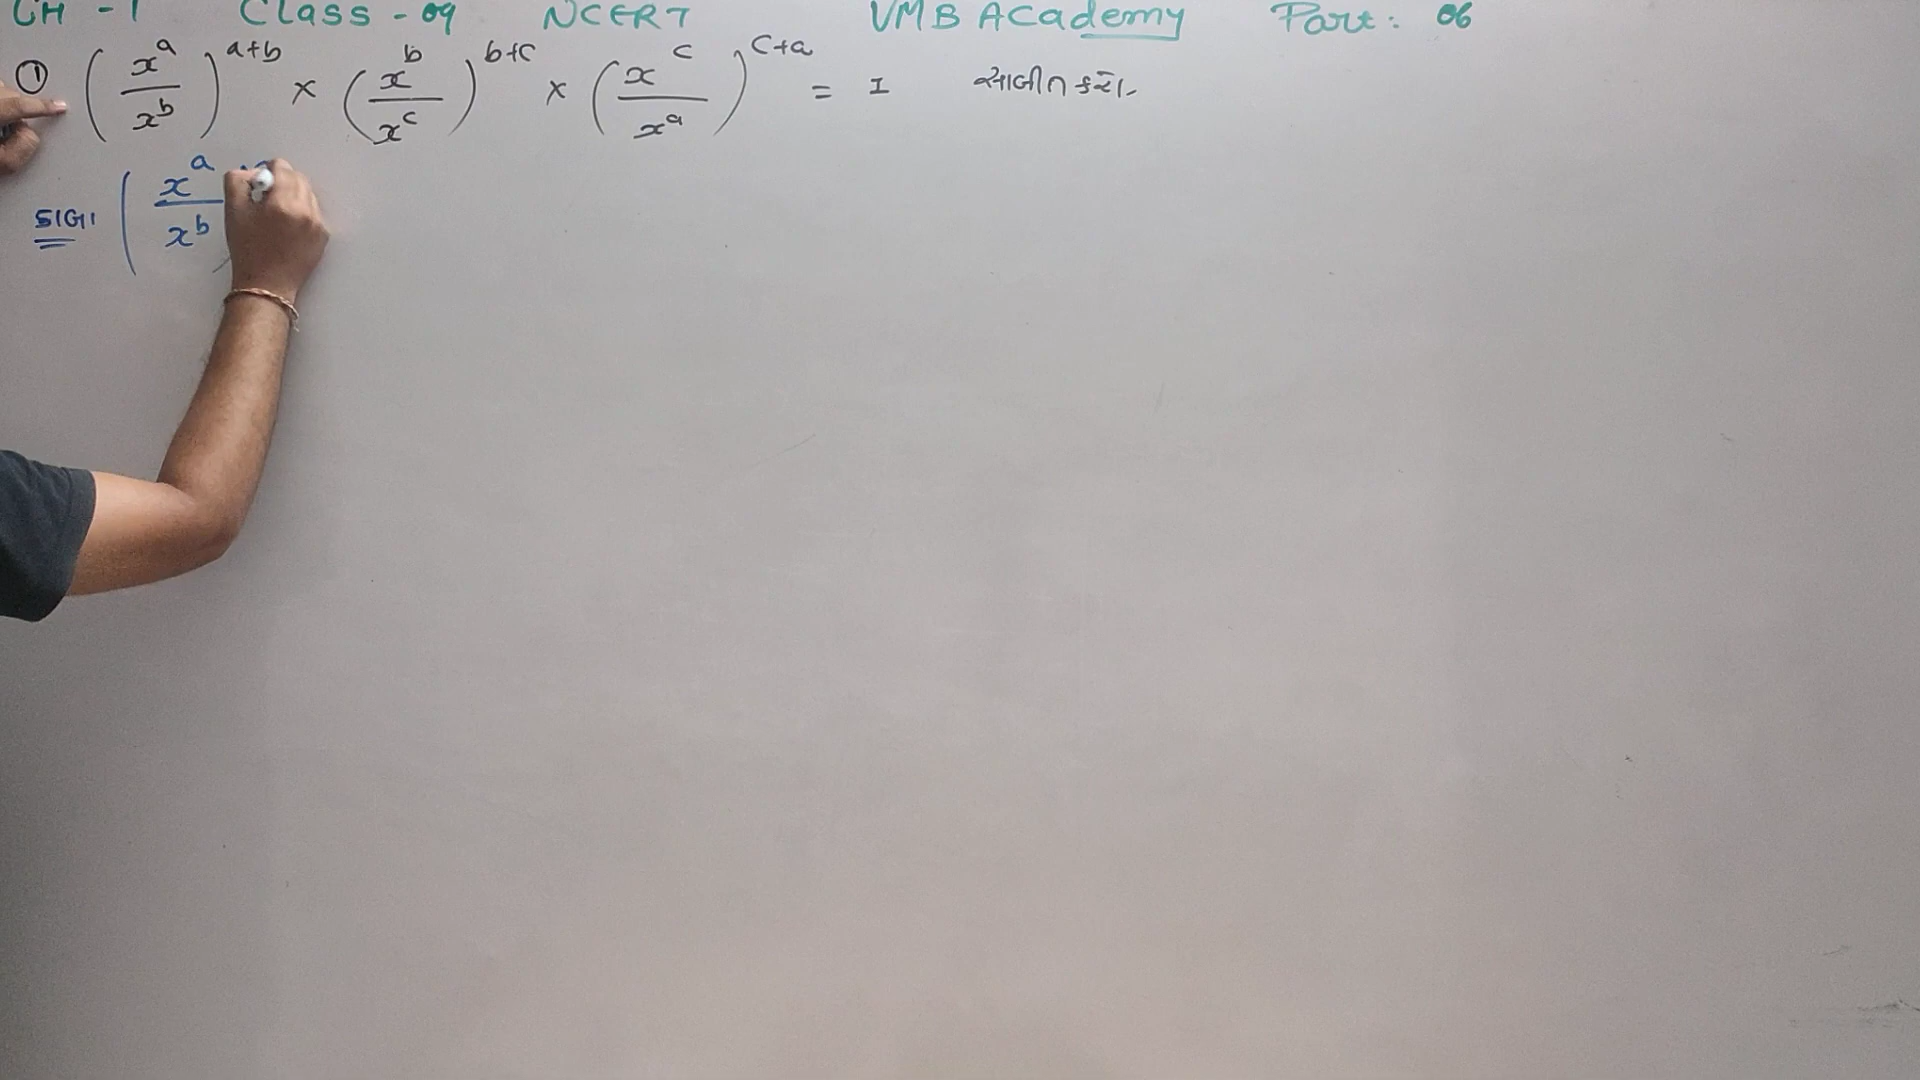 CH - 1 Class - 09 NCERT VMB ACademy Part : 06
① (x^a / x^b)^(a+b) × (x^b / x^c)^(b+c) × (x^c / x^a)^(c+a) = 1 સાબીત કરો.
ડાબા (x^a / x^b